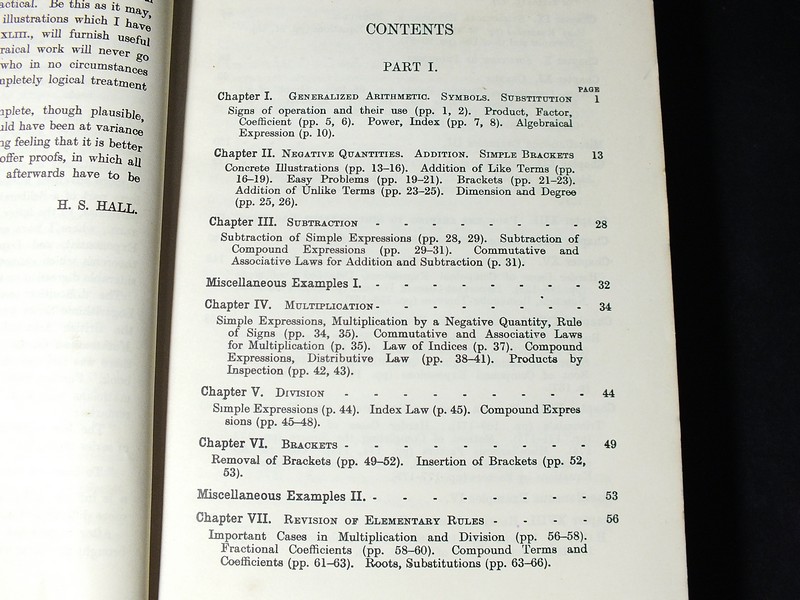 actical. Be this as it may,
illustrations which I have
XLIII., will furnish useful
raical work will never go
who in no circumstances
mpletely logical treatment
mplete, though plausible,
uld have been at variance
ng feeling that it is better
offer proofs, in which all
afterwards have to be
H. S. HALL.
CONTENTS
PART I.
PAGE
Chapter I. Generalized Arithmetic. Symbols. Substitution 1
Signs of operation and their use (pp. 1, 2). Product, Factor,
Coefficient (pp. 5, 6). Power, Index (pp. 7, 8). Algebraical
Expression (p. 10).
Chapter II. Negative Quantities. Addition. Simple Brackets 13
Concrete Illustrations (pp. 13–16). Addition of Like Terms (pp.
16–19). Easy Problems (pp. 19–21). Brackets (pp. 21–23).
Addition of Unlike Terms (pp. 23–25). Dimension and Degree
(pp. 25, 26).
Chapter III. Subtraction - - - - - - - - 28
Subtraction of Simple Expressions (pp. 28, 29). Subtraction of
Compound Expressions (pp. 29–31). Commutative and
Associative Laws for Addition and Subtraction (p. 31).
Miscellaneous Examples I. - - - - - - - - 32
Chapter IV. Multiplication - - - - - - - - 34
Simple Expressions, Multiplication by a Negative Quantity, Rule
of Signs (pp. 34, 35). Commutative and Associative Laws
for Multiplication (p. 35). Law of Indices (p. 37). Compound
Expressions, Distributive Law (pp. 38–41). Products by
Inspection (pp. 42, 43).
Chapter V. Division - - - - - - - - - 44
Simple Expressions (p. 44). Index Law (p. 45). Compound Expres
sions (pp. 45–48).
Chapter VI. Brackets - - - - - - - - - 49
Removal of Brackets (pp. 49–52). Insertion of Brackets (pp. 52,
53).
Miscellaneous Examples II. - - - - - - - - 53
Chapter VII. Revision of Elementary Rules - - - - 56
Important Cases in Multiplication and Division (pp. 56–58).
Fractional Coefficients (pp. 58–60). Compound Terms and
Coefficients (pp. 61–63). Roots, Substitutions (pp. 63–66).